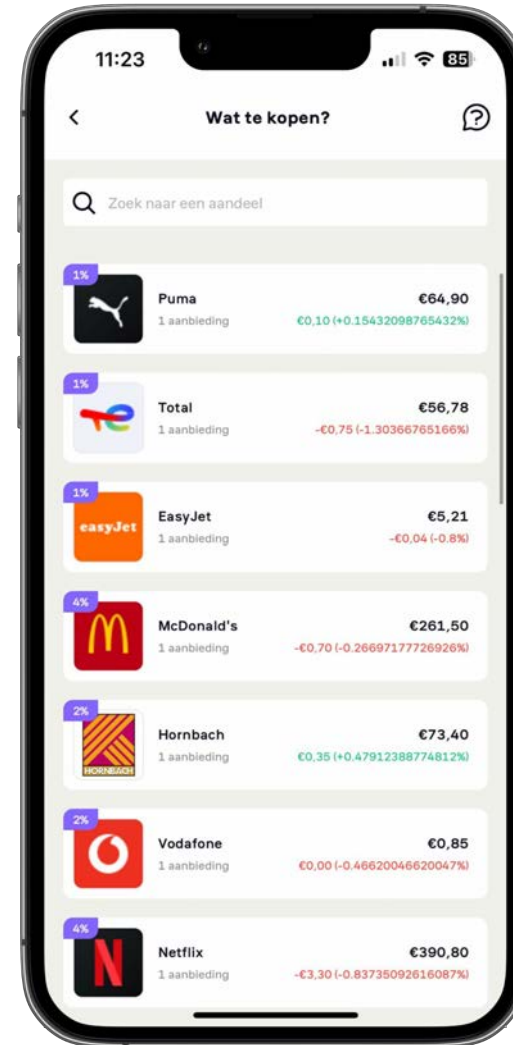 11:23
85
Wat te kopen?
Zoek naar een aandeel
1%
Puma
€64,90
1 aanbieding
€0,10 (+0.15432098765432%)
1%
Total
€56,78
1 aanbieding
-€0,75 (-1.30366765166%)
1%
easyJet
EasyJet
€5,21
1 aanbieding
-€0,04 (-0.8%)
4%
McDonald's
€261,50
1 aanbieding
-€0,70 (-0.26697177726926%)
2%
HORNBACH
Hornbach
€73,40
1 aanbieding
€0,35 (+0.47912388774812%)
2%
Vodafone
€0,85
1 aanbieding
€0,00 (-0.46620046620047%)
4%
N
Netflix
€390,80
1 aanbieding
-€3,30 (-0.83735092616087%)